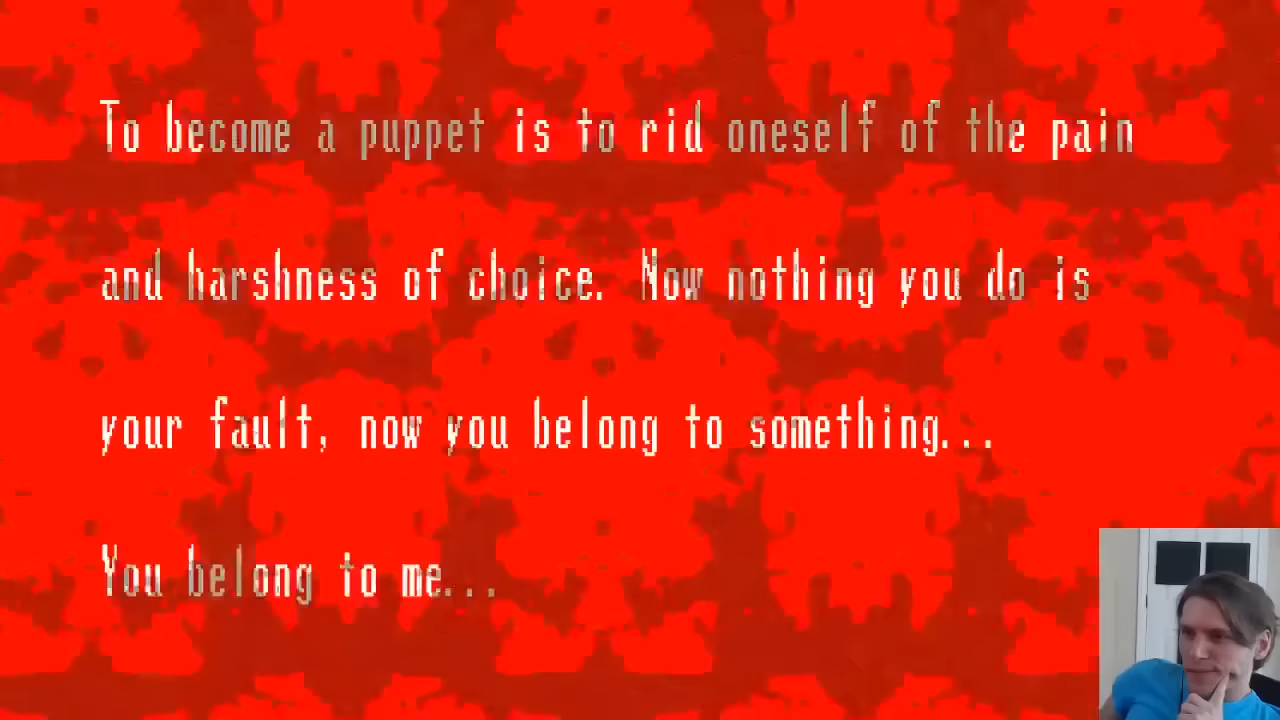 To become a puppet is to rid oneself of the pain
and harshness of choice. Now nothing you do is
your fault, now you belong to something...
You belong to me...